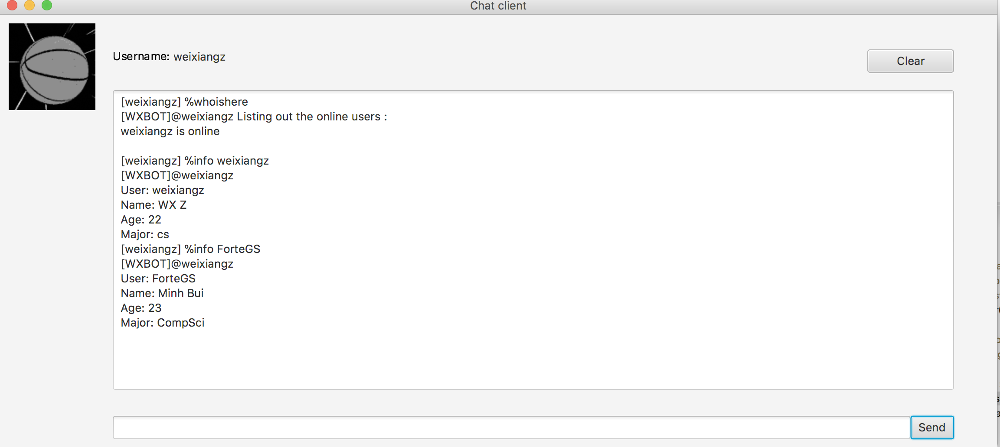 Chat client
Username: weixiangz
Clear
[weixiangz] %whoishere
[WXBOT]@weixiangz Listing out the online users :
weixiangz is online
[weixiangz] %info weixiangz
[WXBOT]@weixiangz
User: weixiangz
Name: WX Z
Age: 22
Major: cs
[weixiangz] %info ForteGS
[WXBOT]@weixiangz
User: ForteGS
Name: Minh Bui
Age: 23
Major: CompSci
Send